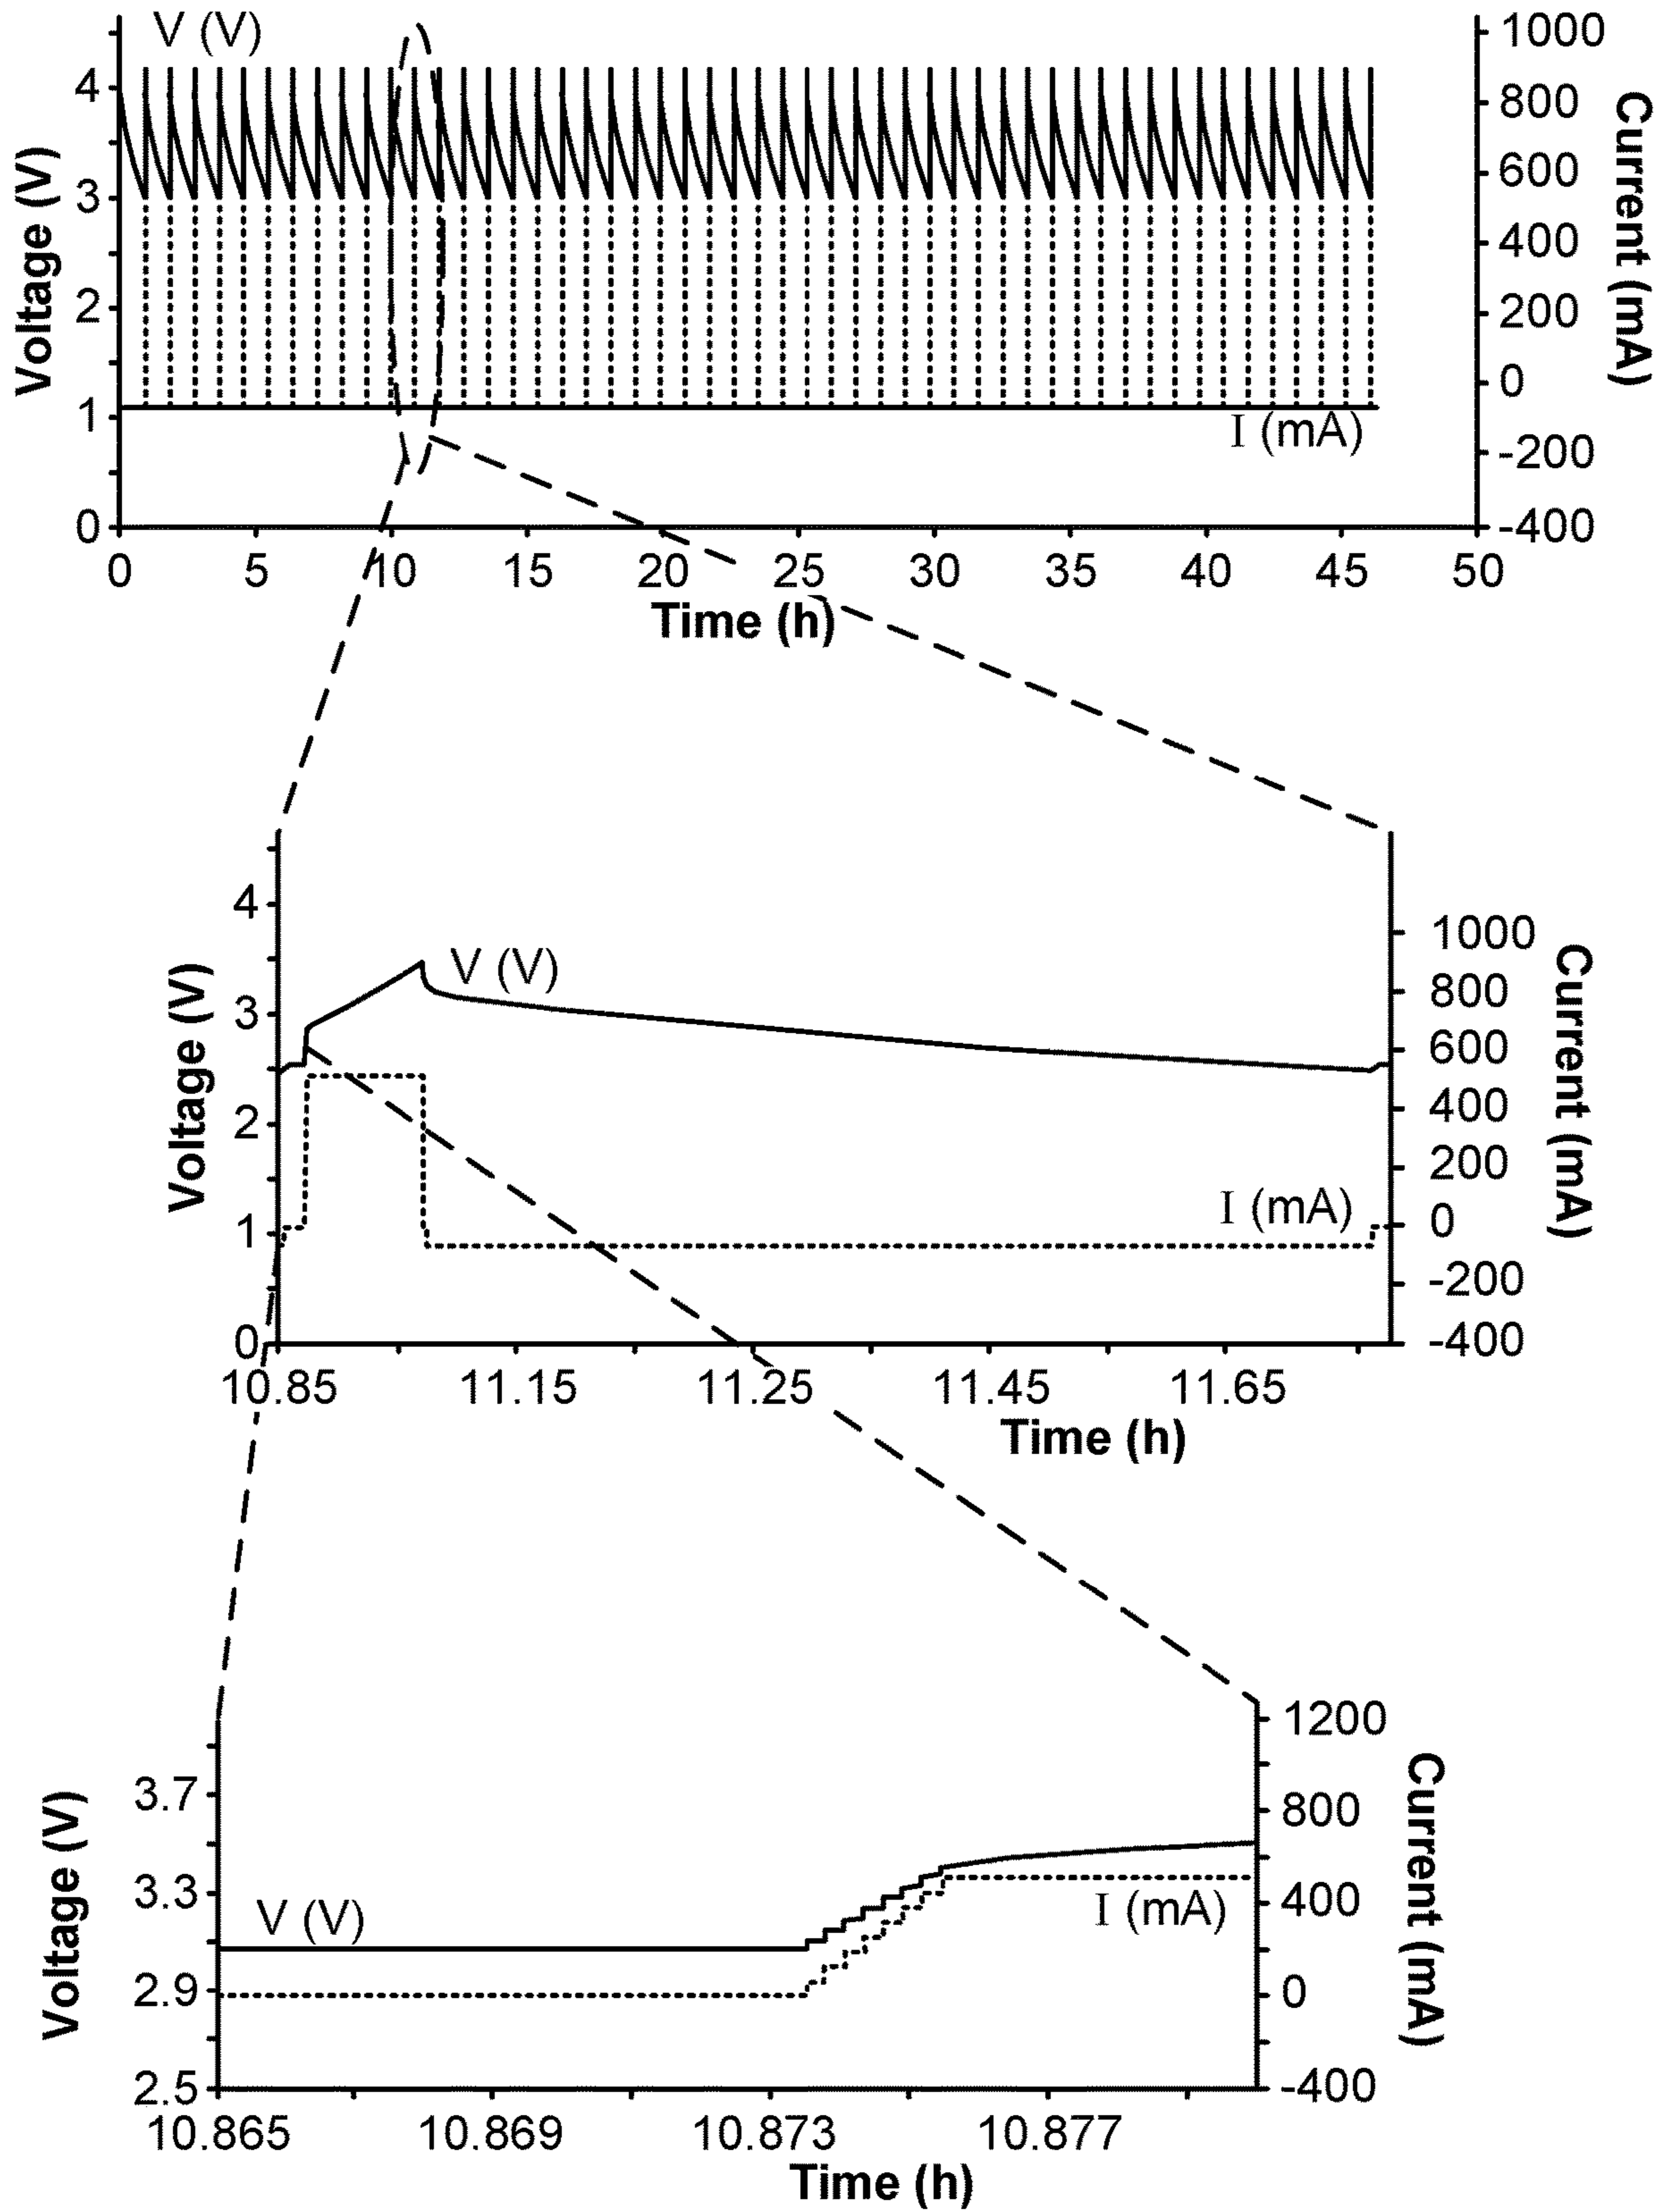 V (V)
Voltage (V)
4
3
2
1
0
1000
800
600
400
200
0
-200
-400
Current (mA)
I (mA)
0 5 10 15 20 25 30 35 40 45 50
Time (h)
Voltage (V)
4
3
2
1
0
V (V)
I (mA)
1000
800
600
400
200
0
-200
-400
Current (mA)
10.85 11.15 11.25 11.45 11.65
Time (h)
Voltage (V)
3.7
3.3
2.9
2.5
V (V)
I (mA)
1200
800
400
0
-400
Current (mA)
10.865 10.869 10.873 10.877
Time (h)